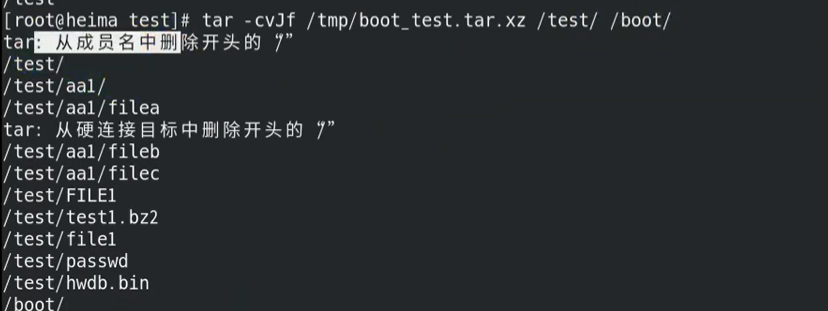 /test/
[root@heima test]# tar -cvJf /tmp/boot_test.tar.xz /test/ /boot/
tar: 从成员名中删除开头的“/”
/test/
/test/aa1/
/test/aa1/filea
tar: 从硬连接目标中删除开头的“/”
/test/aa1/fileb
/test/aa1/filec
/test/FILE1
/test/test1.bz2
/test/file1
/test/passwd
/test/hwdb.bin
/boot/